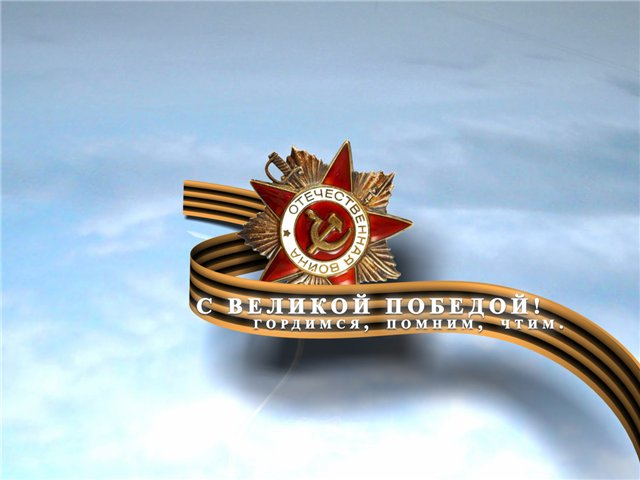 ОТЕЧЕСТВЕННАЯ ВОЙНА
С ВЕЛИКОЙ ПОБЕДОЙ!
ГОРДИМСЯ, ПОМНИМ, ЧТИМ.